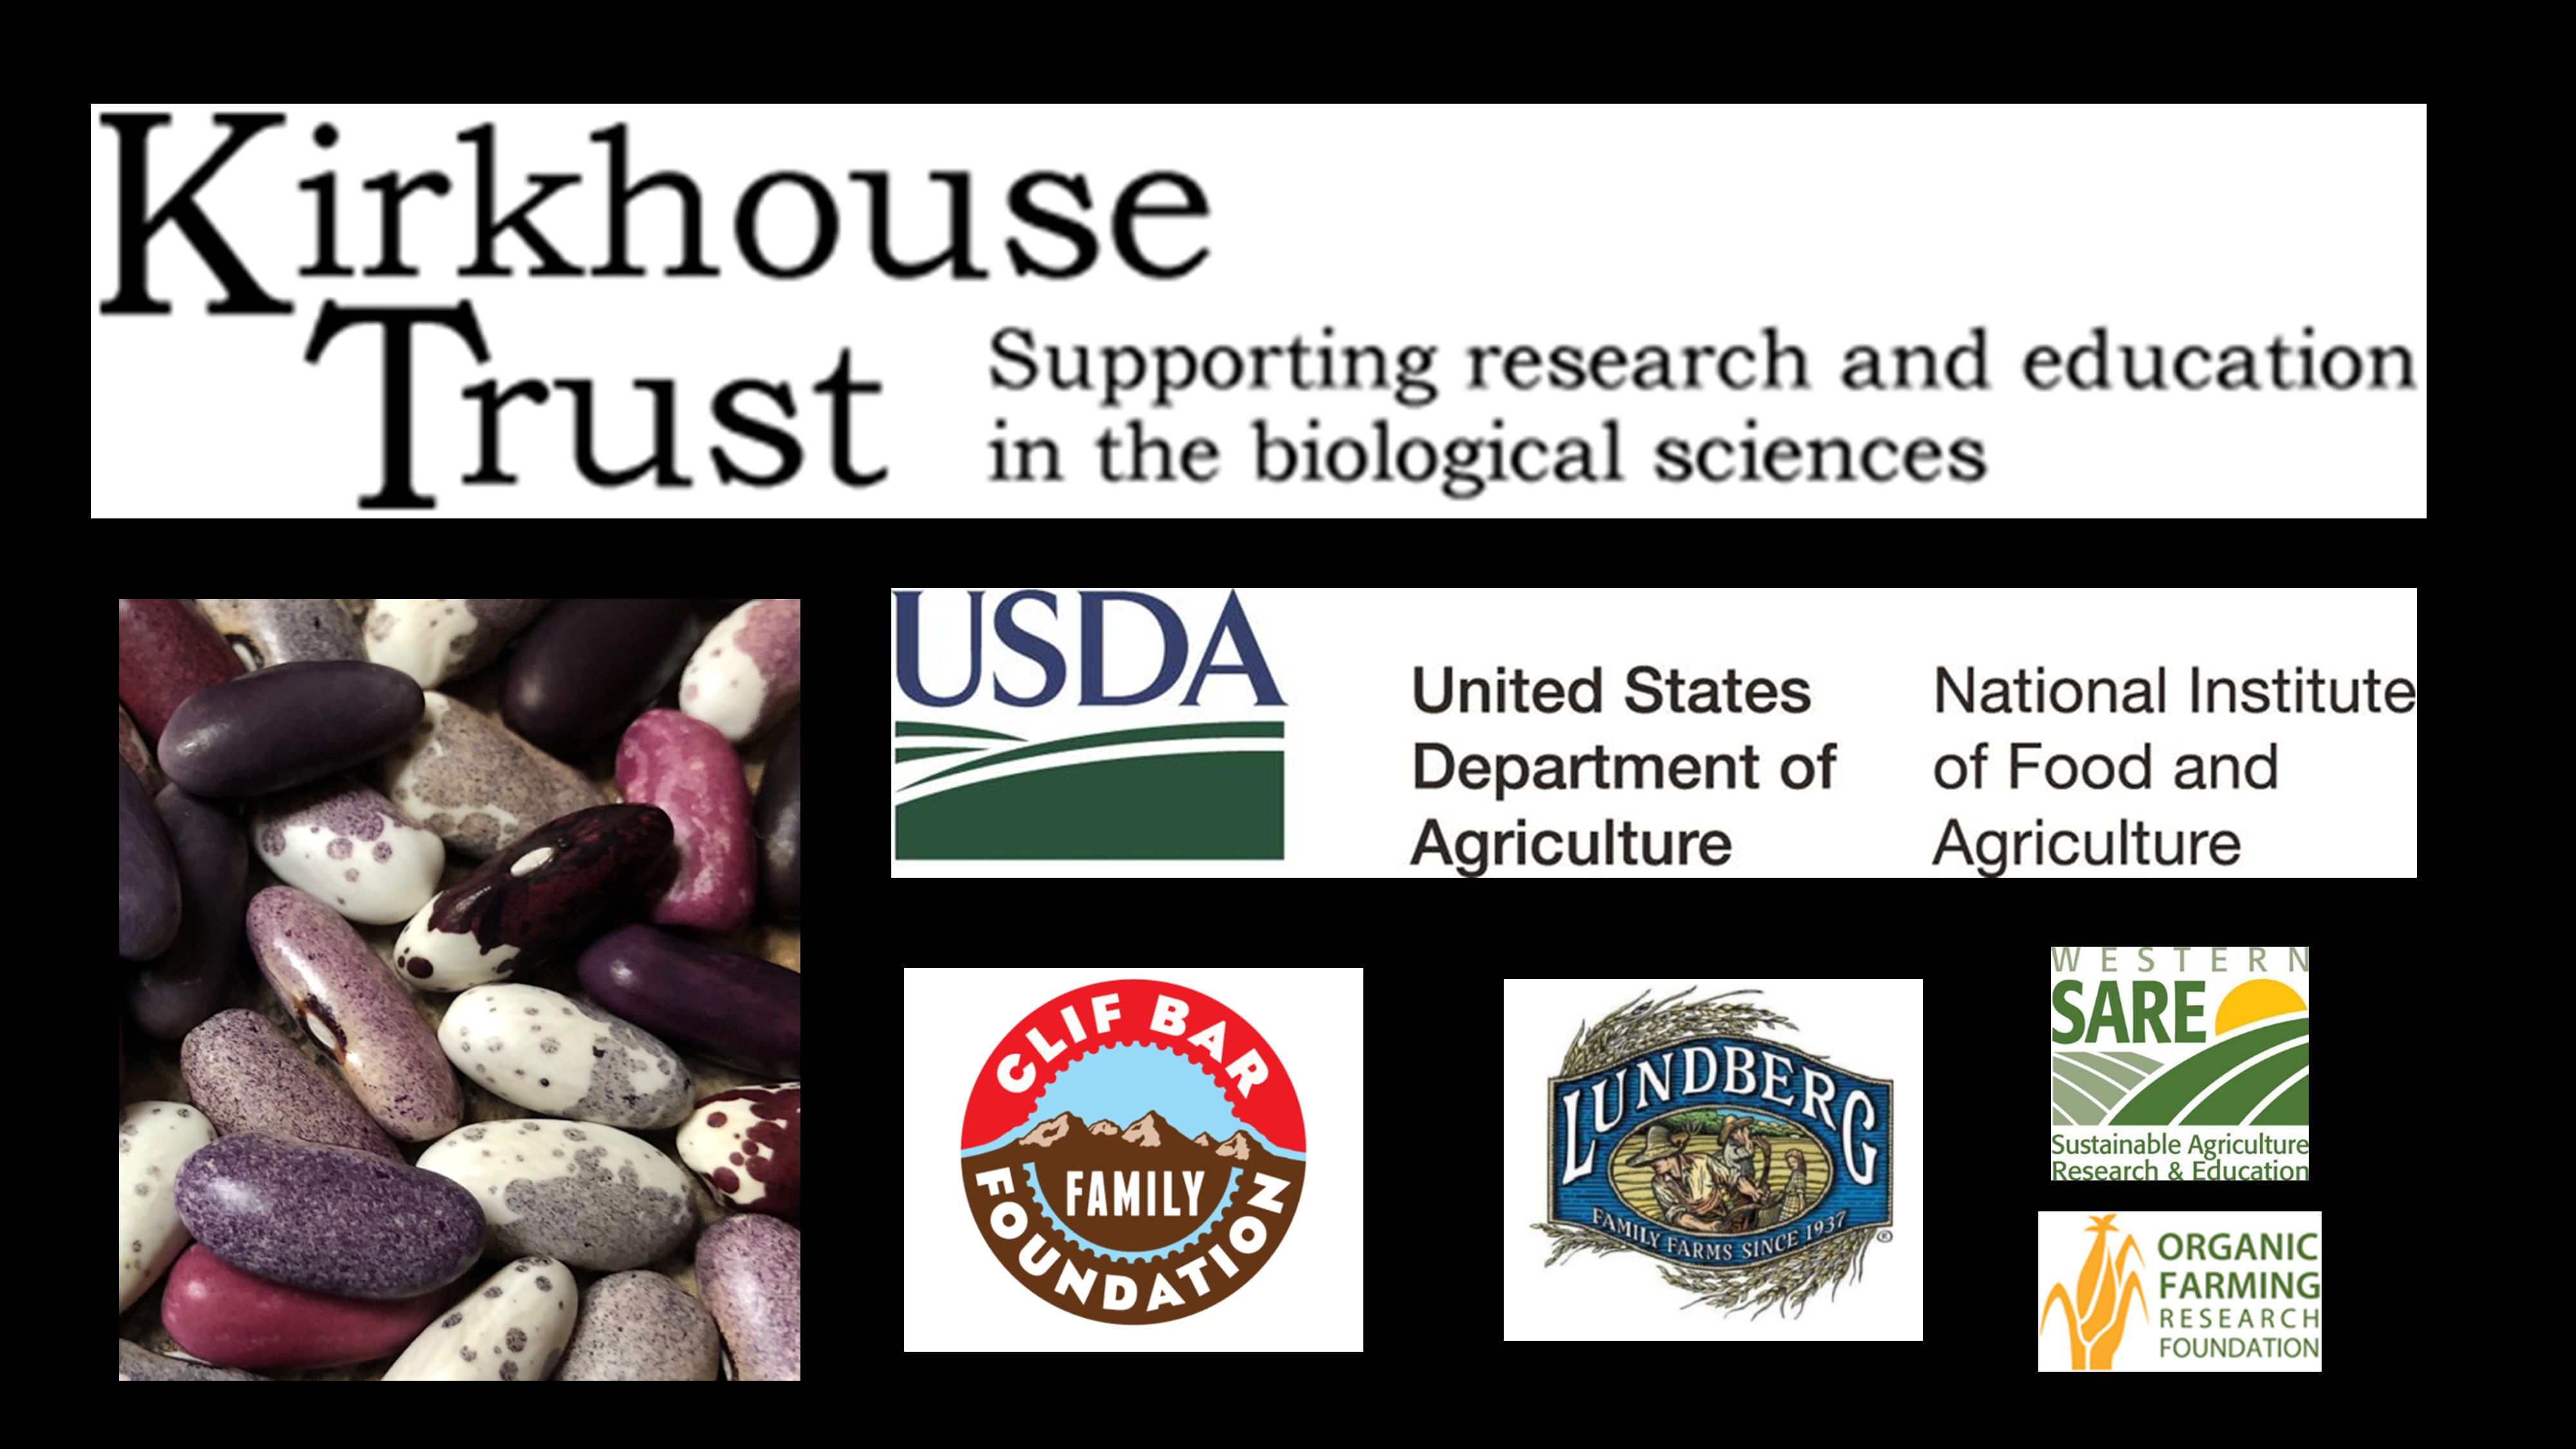 Kirkhouse
Trust
Supporting research and education
in the biological sciences
USDA
United States
Department of
Agriculture
National Institute
of Food and
Agriculture
CLIF BAR
FAMILY
FOUNDATION
LUNDBERG
FAMILY FARMS SINCE 1937
®
WESTERN
SARE
Sustainable Agriculture
Research & Education
ORGANIC
FARMING
RESEARCH
FOUNDATION